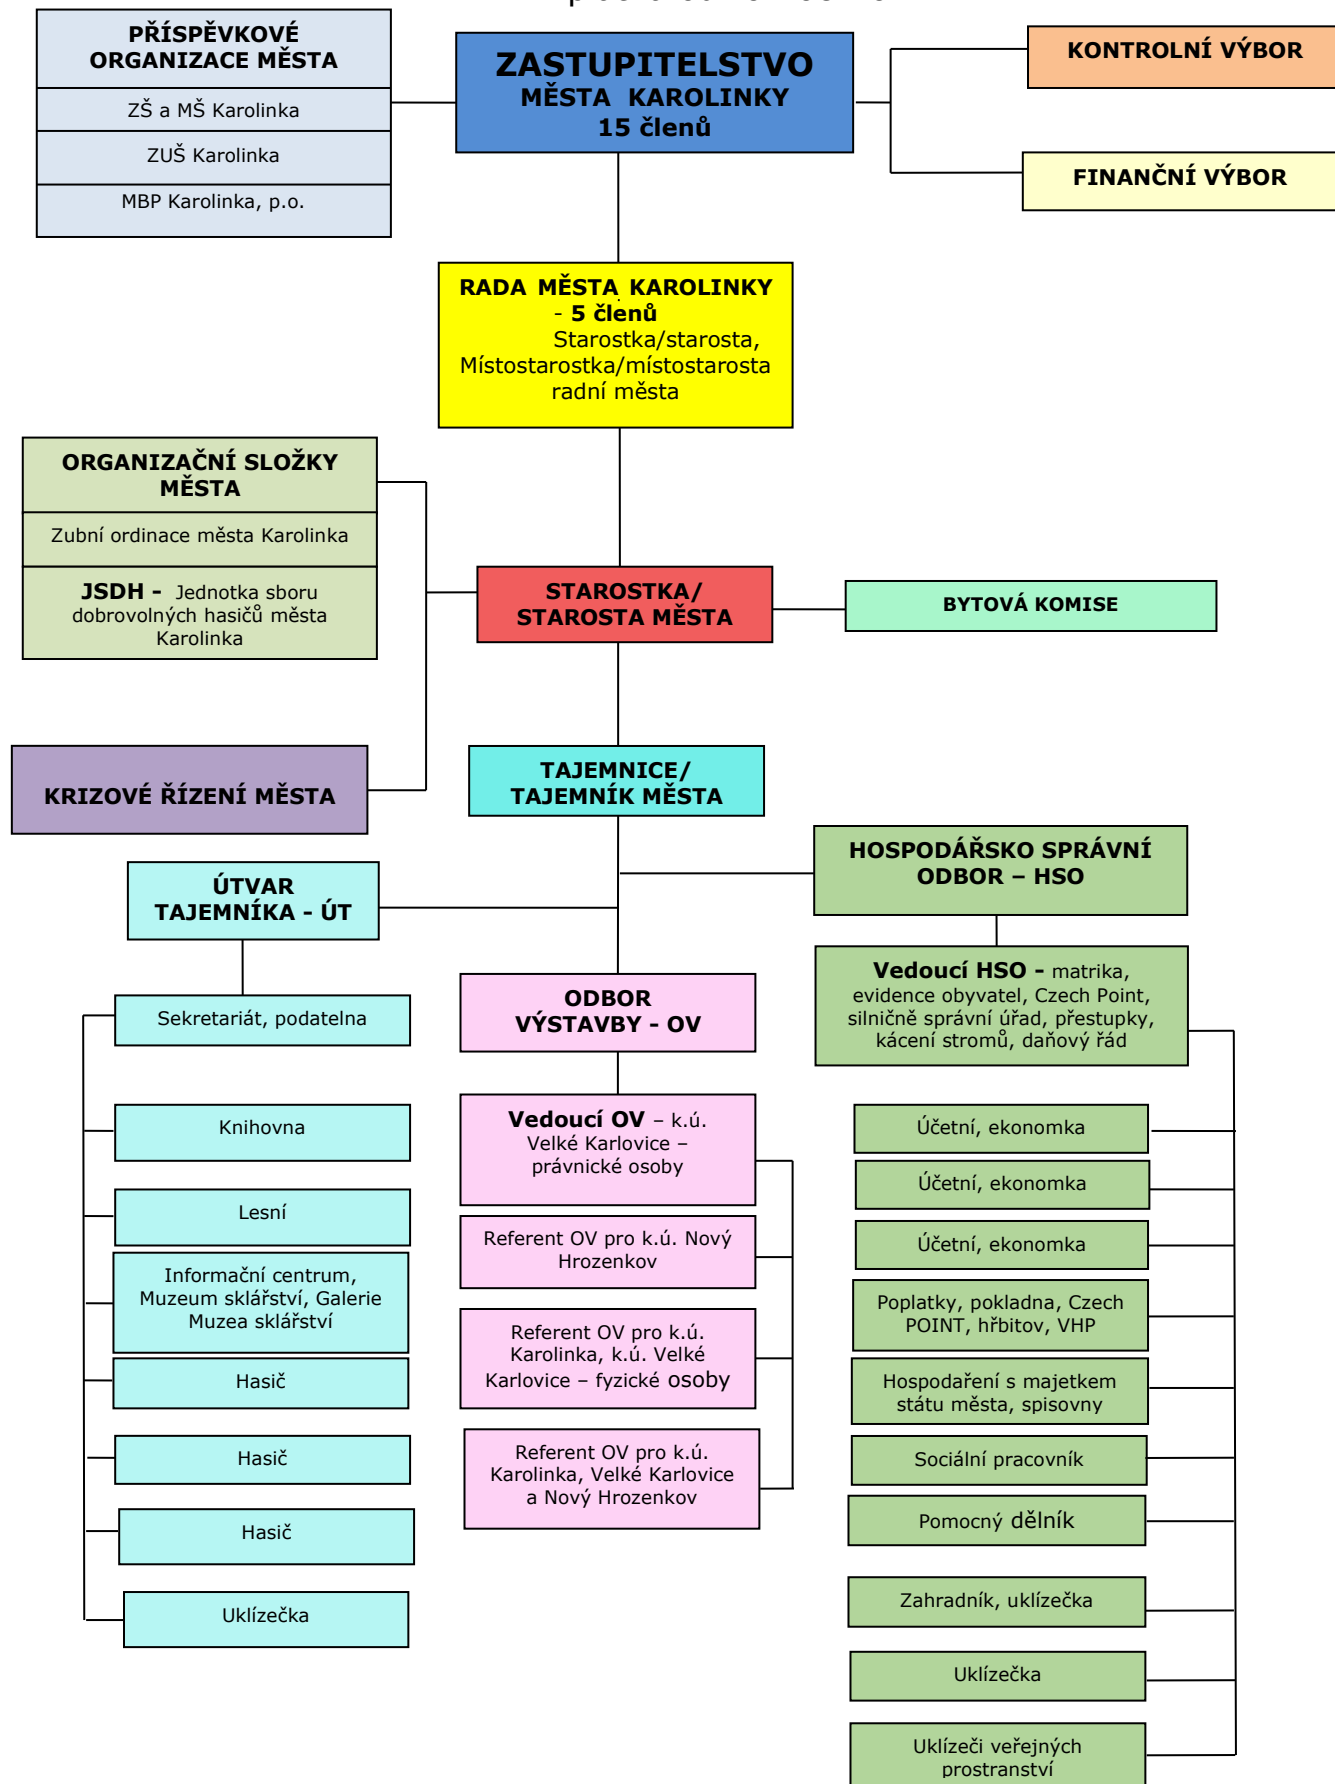 PŘÍSPĚVKOVÉ
ORGANIZACE MĚSTA
ZŠ a MŠ Karolinka
ZUŠ Karolinka
MBP Karolinka, p.o.
ZASTUPITELSTVO
MĚSTA KAROLINKY
15 členů
KONTROLNÍ VÝBOR
FINANČNÍ VÝBOR
RADA MĚSTA KAROLINKY
- 5 členů
Starostka/starosta,
Místostarostka/místostarosta
radní města
ORGANIZAČNÍ SLOŽKY
MĚSTA
Zubní ordinace města Karolinka
JSDH - Jednotka sboru
dobrovolných hasičů města
Karolinka
STAROSTKA/
STAROSTA MĚSTA
BYTOVÁ KOMISE
KRIZOVÉ ŘÍZENÍ MĚSTA
TAJEMNICE/
TAJEMNÍK MĚSTA
HOSPODÁŘSKO SPRÁVNÍ
ODBOR – HSO
ÚTVAR
TAJEMNÍKA - ÚT
Sekretariát, podatelna
Knihovna
Lesní
Informační centrum,
Muzeum sklářství, Galerie
Muzea sklářství
Hasič
Hasič
Hasič
Uklízečka
ODBOR
VÝSTAVBY - OV
Vedoucí OV – k.ú.
Velké Karlovice –
právnické osoby
Referent OV pro k.ú. Nový
Hrozenkov
Referent OV pro k.ú.
Karolinka, k.ú. Velké
Karlovice – fyzické osoby
Referent OV pro k.ú.
Karolinka, Velké Karlovice
a Nový Hrozenkov
Vedoucí HSO - matrika,
evidence obyvatel, Czech Point,
silničně správní úřad, přestupky,
kácení stromů, daňový řád
Účetní, ekonomka
Účetní, ekonomka
Účetní, ekonomka
Poplatky, pokladna, Czech
POINT, hřbitov, VHP
Hospodaření s majetkem
státu města, spisovny
Sociální pracovník
Pomocný dělník
Zahradník, uklízečka
Uklízečka
Uklízeči veřejných
prostranství